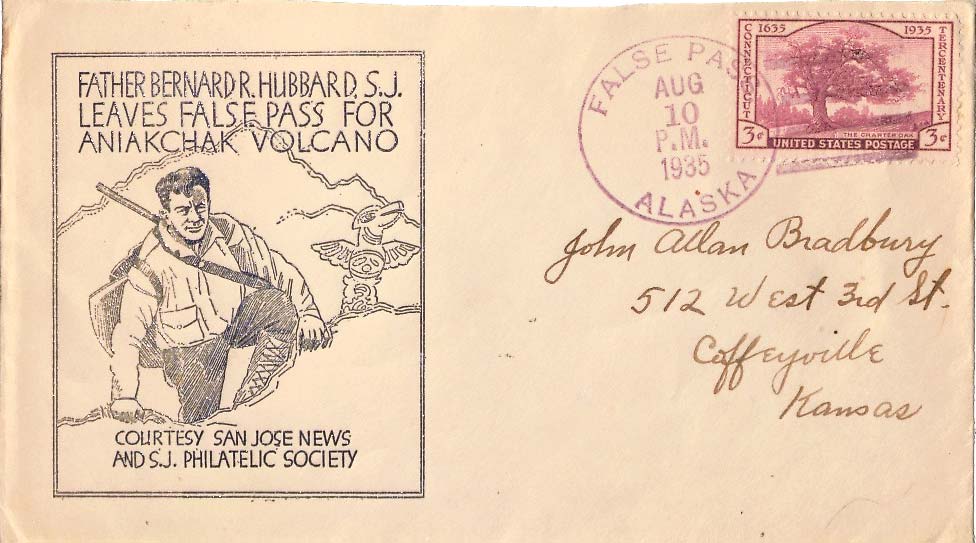 FATHER BERNARD R. HUBBARD, S.J.
LEAVES FALSE PASS FOR
ANIAKCHAK VOLCANO
COURTESY SAN JOSE NEWS
AND S.J. PHILATELIC SOCIETY
FALSE PASS
AUG
10
P.M.
1935
ALASKA
1635 1935
CONNECTICUT
TERCENTENARY
THE CHARTER OAK
3¢ UNITED STATES POSTAGE 3¢
John Allan Bradbury
512 West 3rd St.
Coffeyville
Kansas